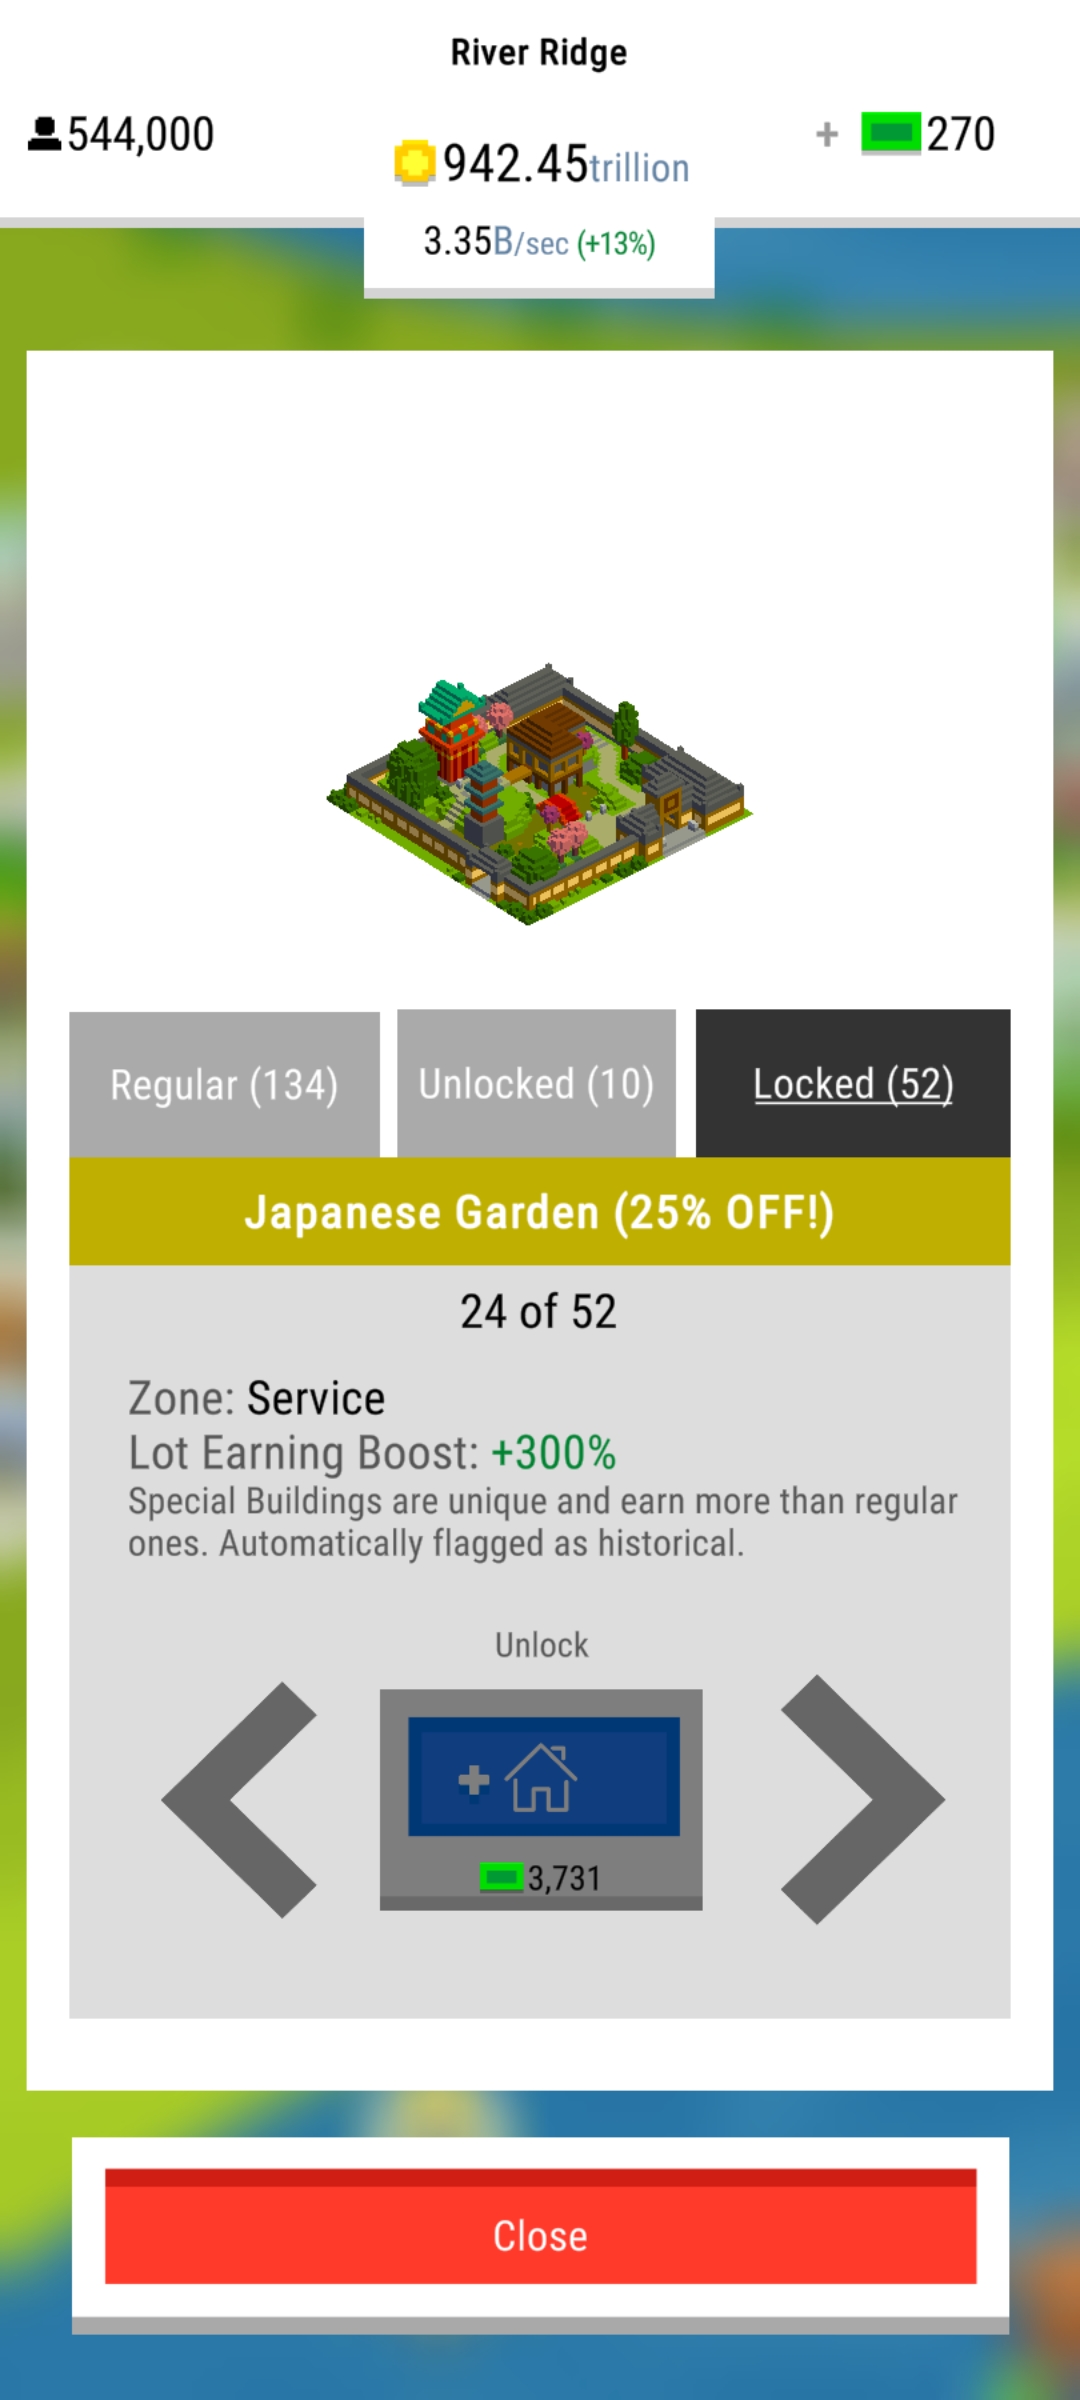 River Ridge
544,000
942.45trillion
+ 270
3.35B/sec (+13%)
Regular (134)
Unlocked (10)
Locked (52)
Japanese Garden (25% OFF!)
24 of 52
Zone: Service
Lot Earning Boost: +300%
Special Buildings are unique and earn more than regular
ones. Automatically flagged as historical.
Unlock
+
3,731
Close